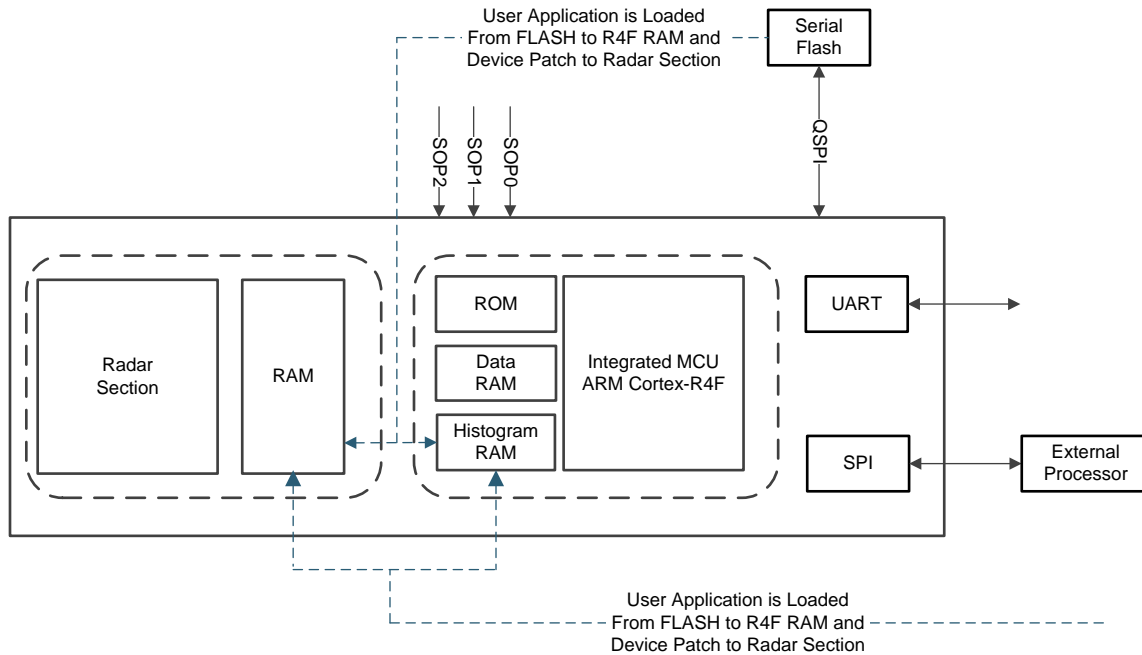 User Application is Loaded
From FLASH to R4F RAM and
Device Patch to Radar Section
Serial
Flash
SOP2
SOP1
SOP0
QSPI
Radar
Section
RAM
ROM
Data
RAM
Histogram
RAM
Integrated MCU
ARM Cortex-R4F
UART
SPI
External
Processor
User Application is Loaded
From FLASH to R4F RAM and
Device Patch to Radar Section